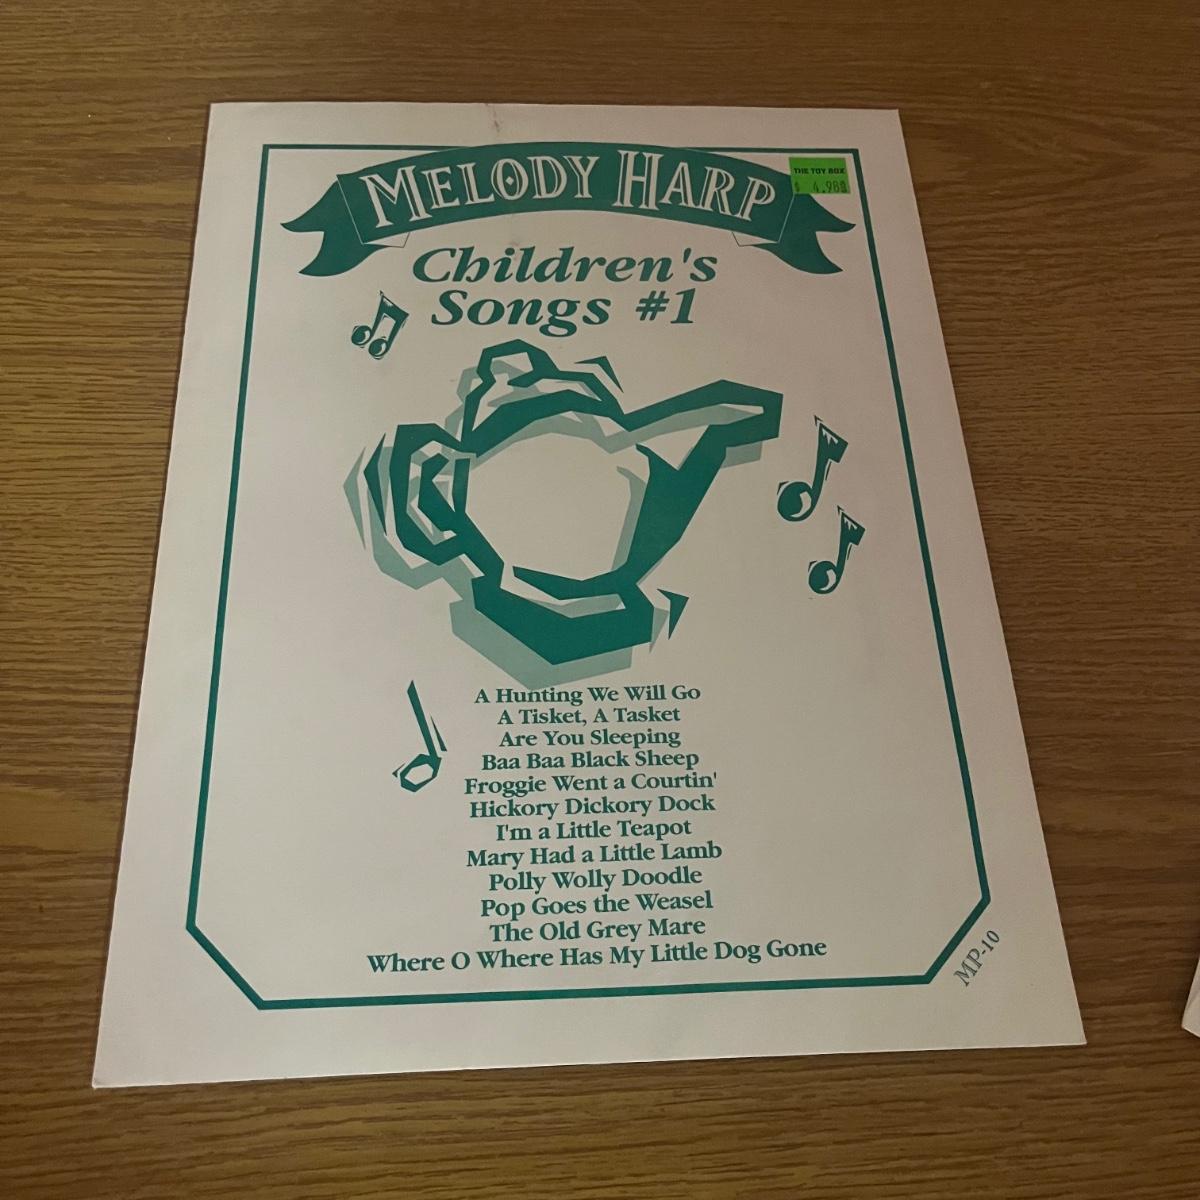 MELODY HARP
THE TOY BOX
$ 4.98
Children's
Songs #1
A Hunting We Will Go
A Tisket, A Tasket
Are You Sleeping
Baa Baa Black Sheep
Froggie Went a Courtin'
Hickory Dickory Dock
I'm a Little Teapot
Mary Had a Little Lamb
Polly Wolly Doodle
Pop Goes the Weasel
The Old Grey Mare
Where O Where Has My Little Dog Gone
MP-10